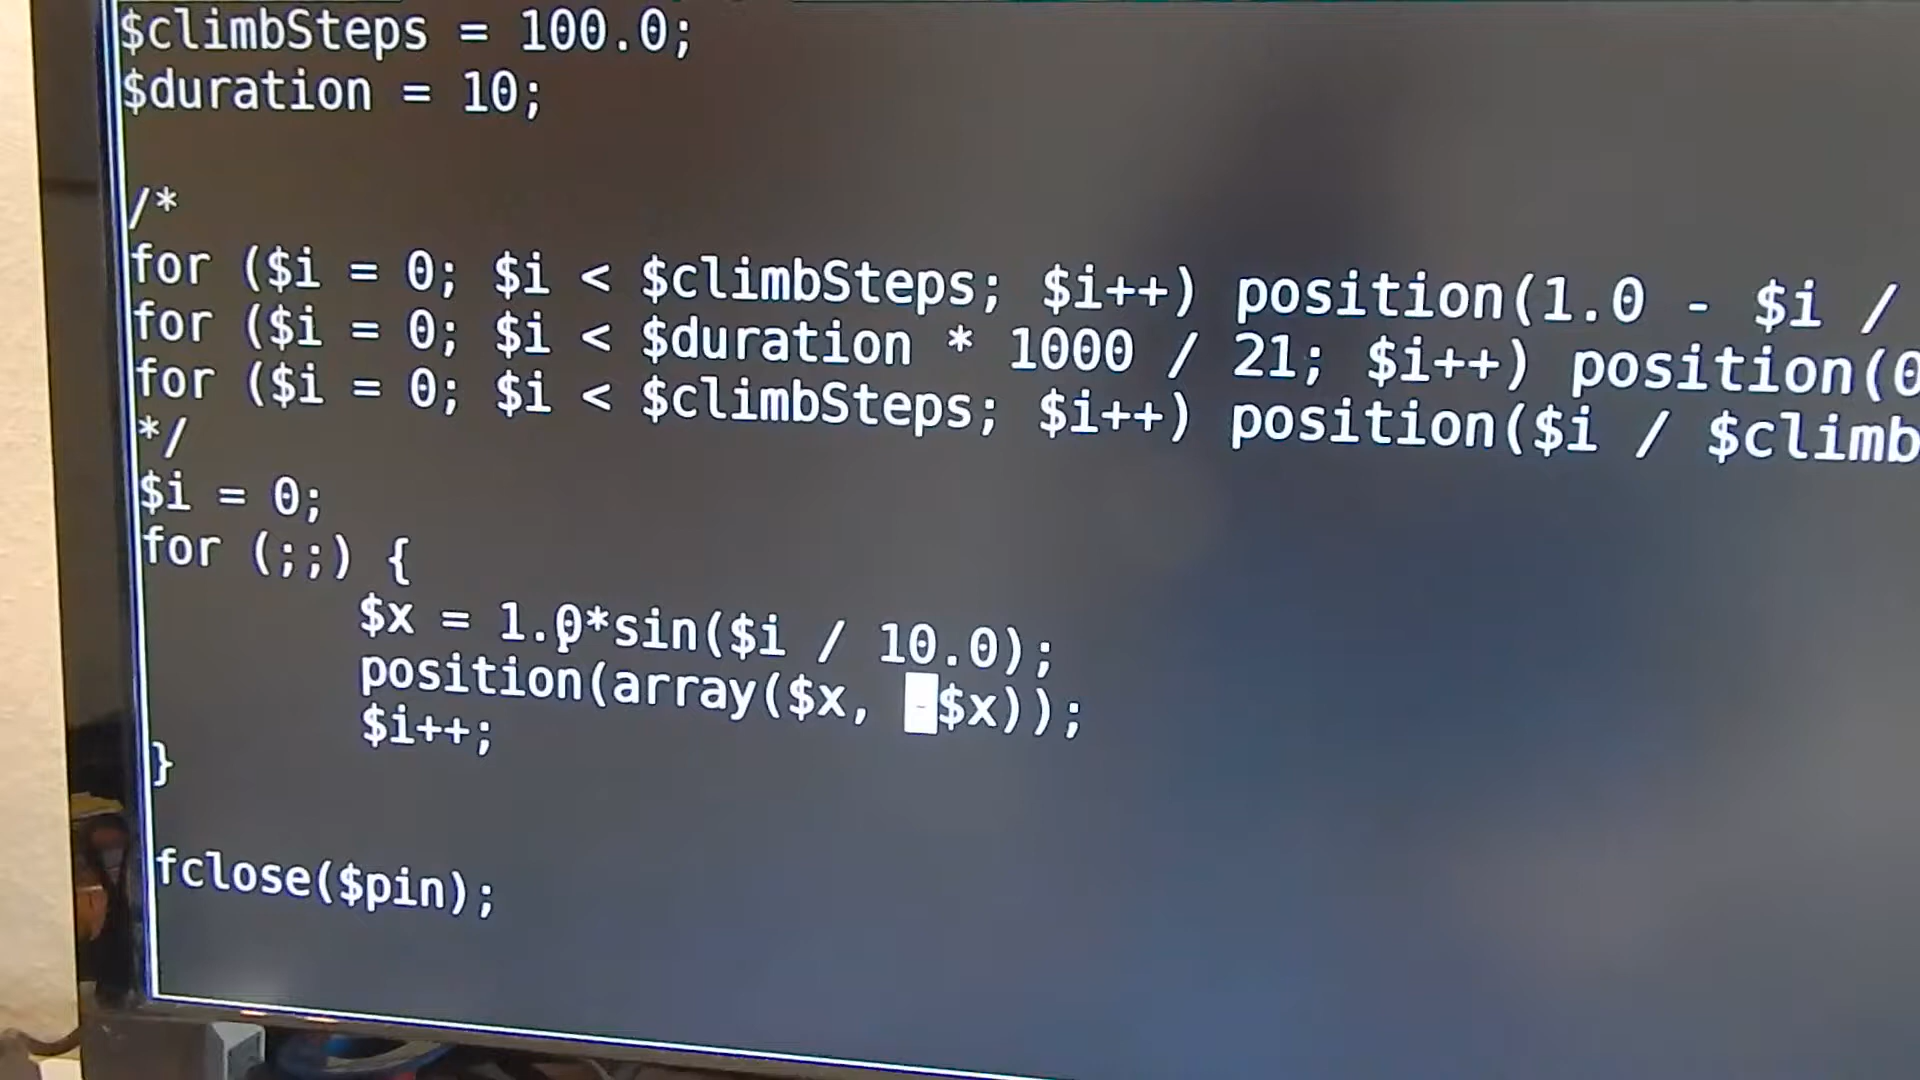 $climbSteps = 100.0;
$duration = 10;
/*
for ($i = 0; $i < $climbSteps; $i++) position(1.0 - $i /
for ($i = 0; $i < $duration * 1000 / 21; $i++) position(0
for ($i = 0; $i < $climbSteps; $i++) position($i / $climb
*/
$i = 0;
for (;;) {
$x = 1.0*sin($i / 10.0);
position(array($x, -$x));
$i++;
}
fclose($pin);